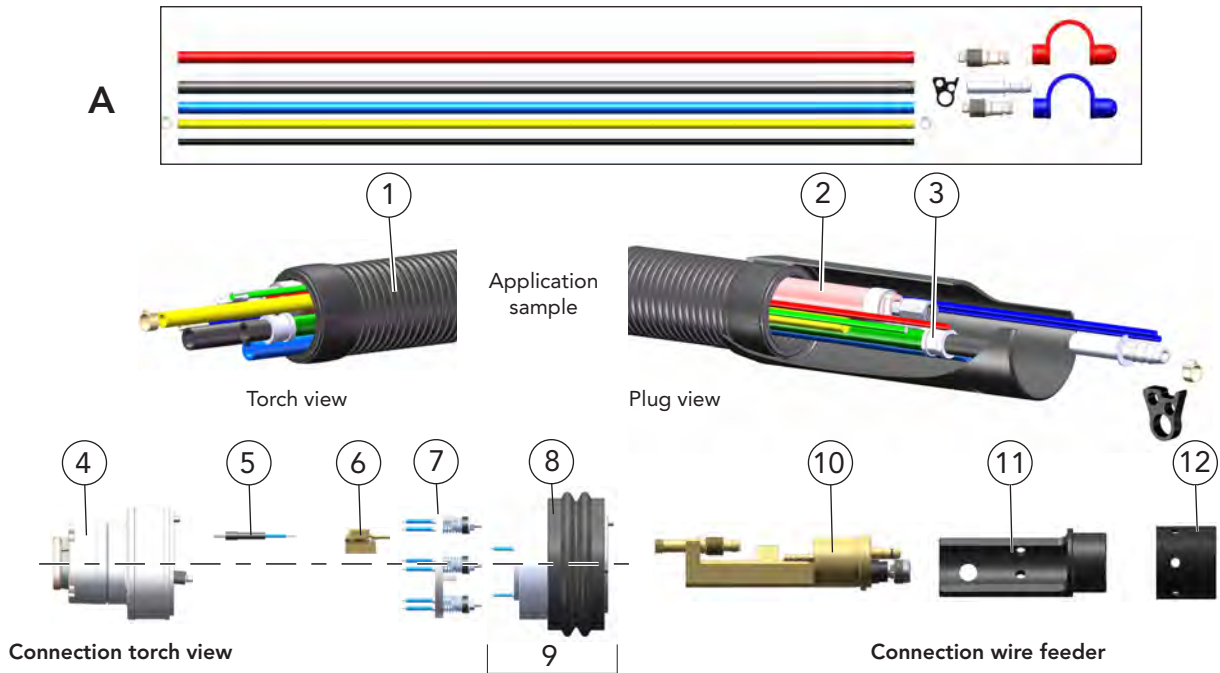 A
1
2
3
Application
sample
Torch view
Plug view
4
5
6
7
8
10
11
12
9
Connection torch view
Connection wire feeder